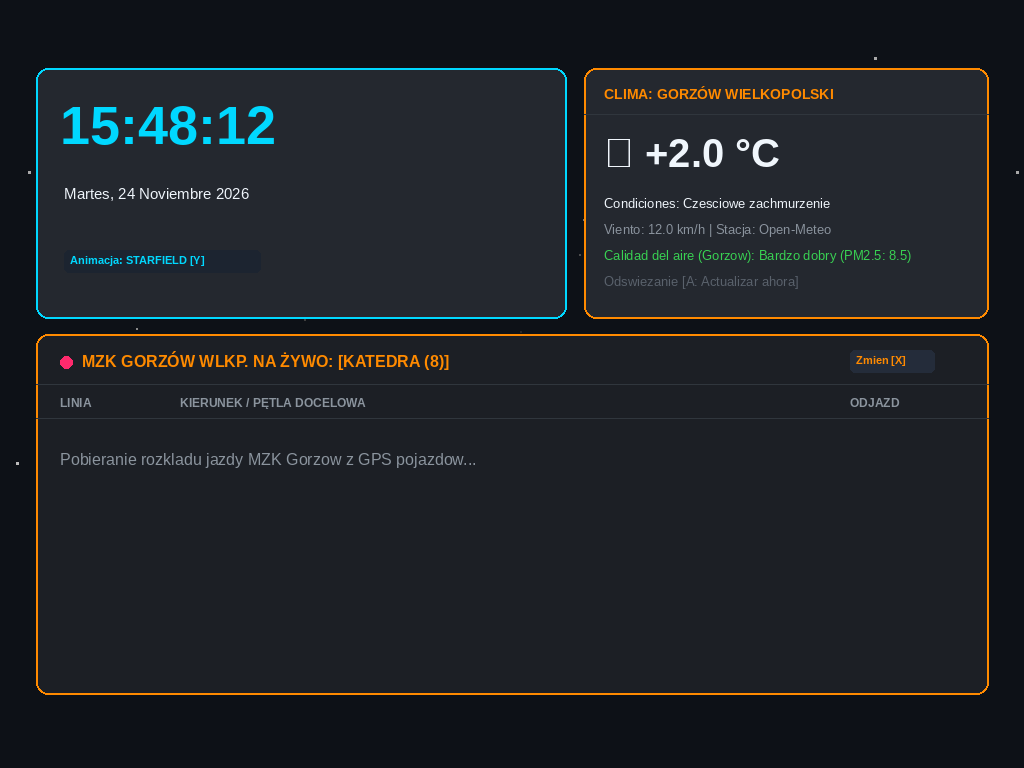 15:48:12
Martes, 24 Noviembre 2026
Animacja: STARFIELD [Y]
CLIMA: GORZÓW WIELKOPOLSKI
+2.0 °C
Condiciones: Czesciowe zachmurzenie
Viento: 12.0 km/h | Stacja: Open-Meteo
Calidad del aire (Gorzow): Bardzo dobry (PM2.5: 8.5)
Odswiezanie [A: Actualizar ahora]
MZK GORZÓW WLKP. NA ŻYWO: [KATEDRA (8)]
Zmien [X]
LINIA KIERUNEK / PĘTLA DOCELOWA ODJAZD
Pobieranie rozkladu jazdy MZK Gorzow z GPS pojazdow...